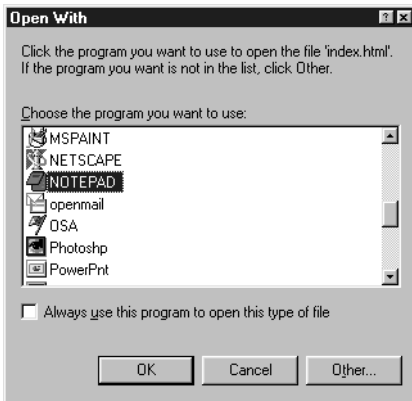 Open With
Click the program you want to use to open the file 'index.html'.
If the program you want is not in the list, click Other.
Choose the program you want to use:
MSPAINT
NETSCAPE
NOTEPAD
openmail
OSA
Photoshp
PowerPnt
Always use this program to open this type of file
OK Cancel Other...